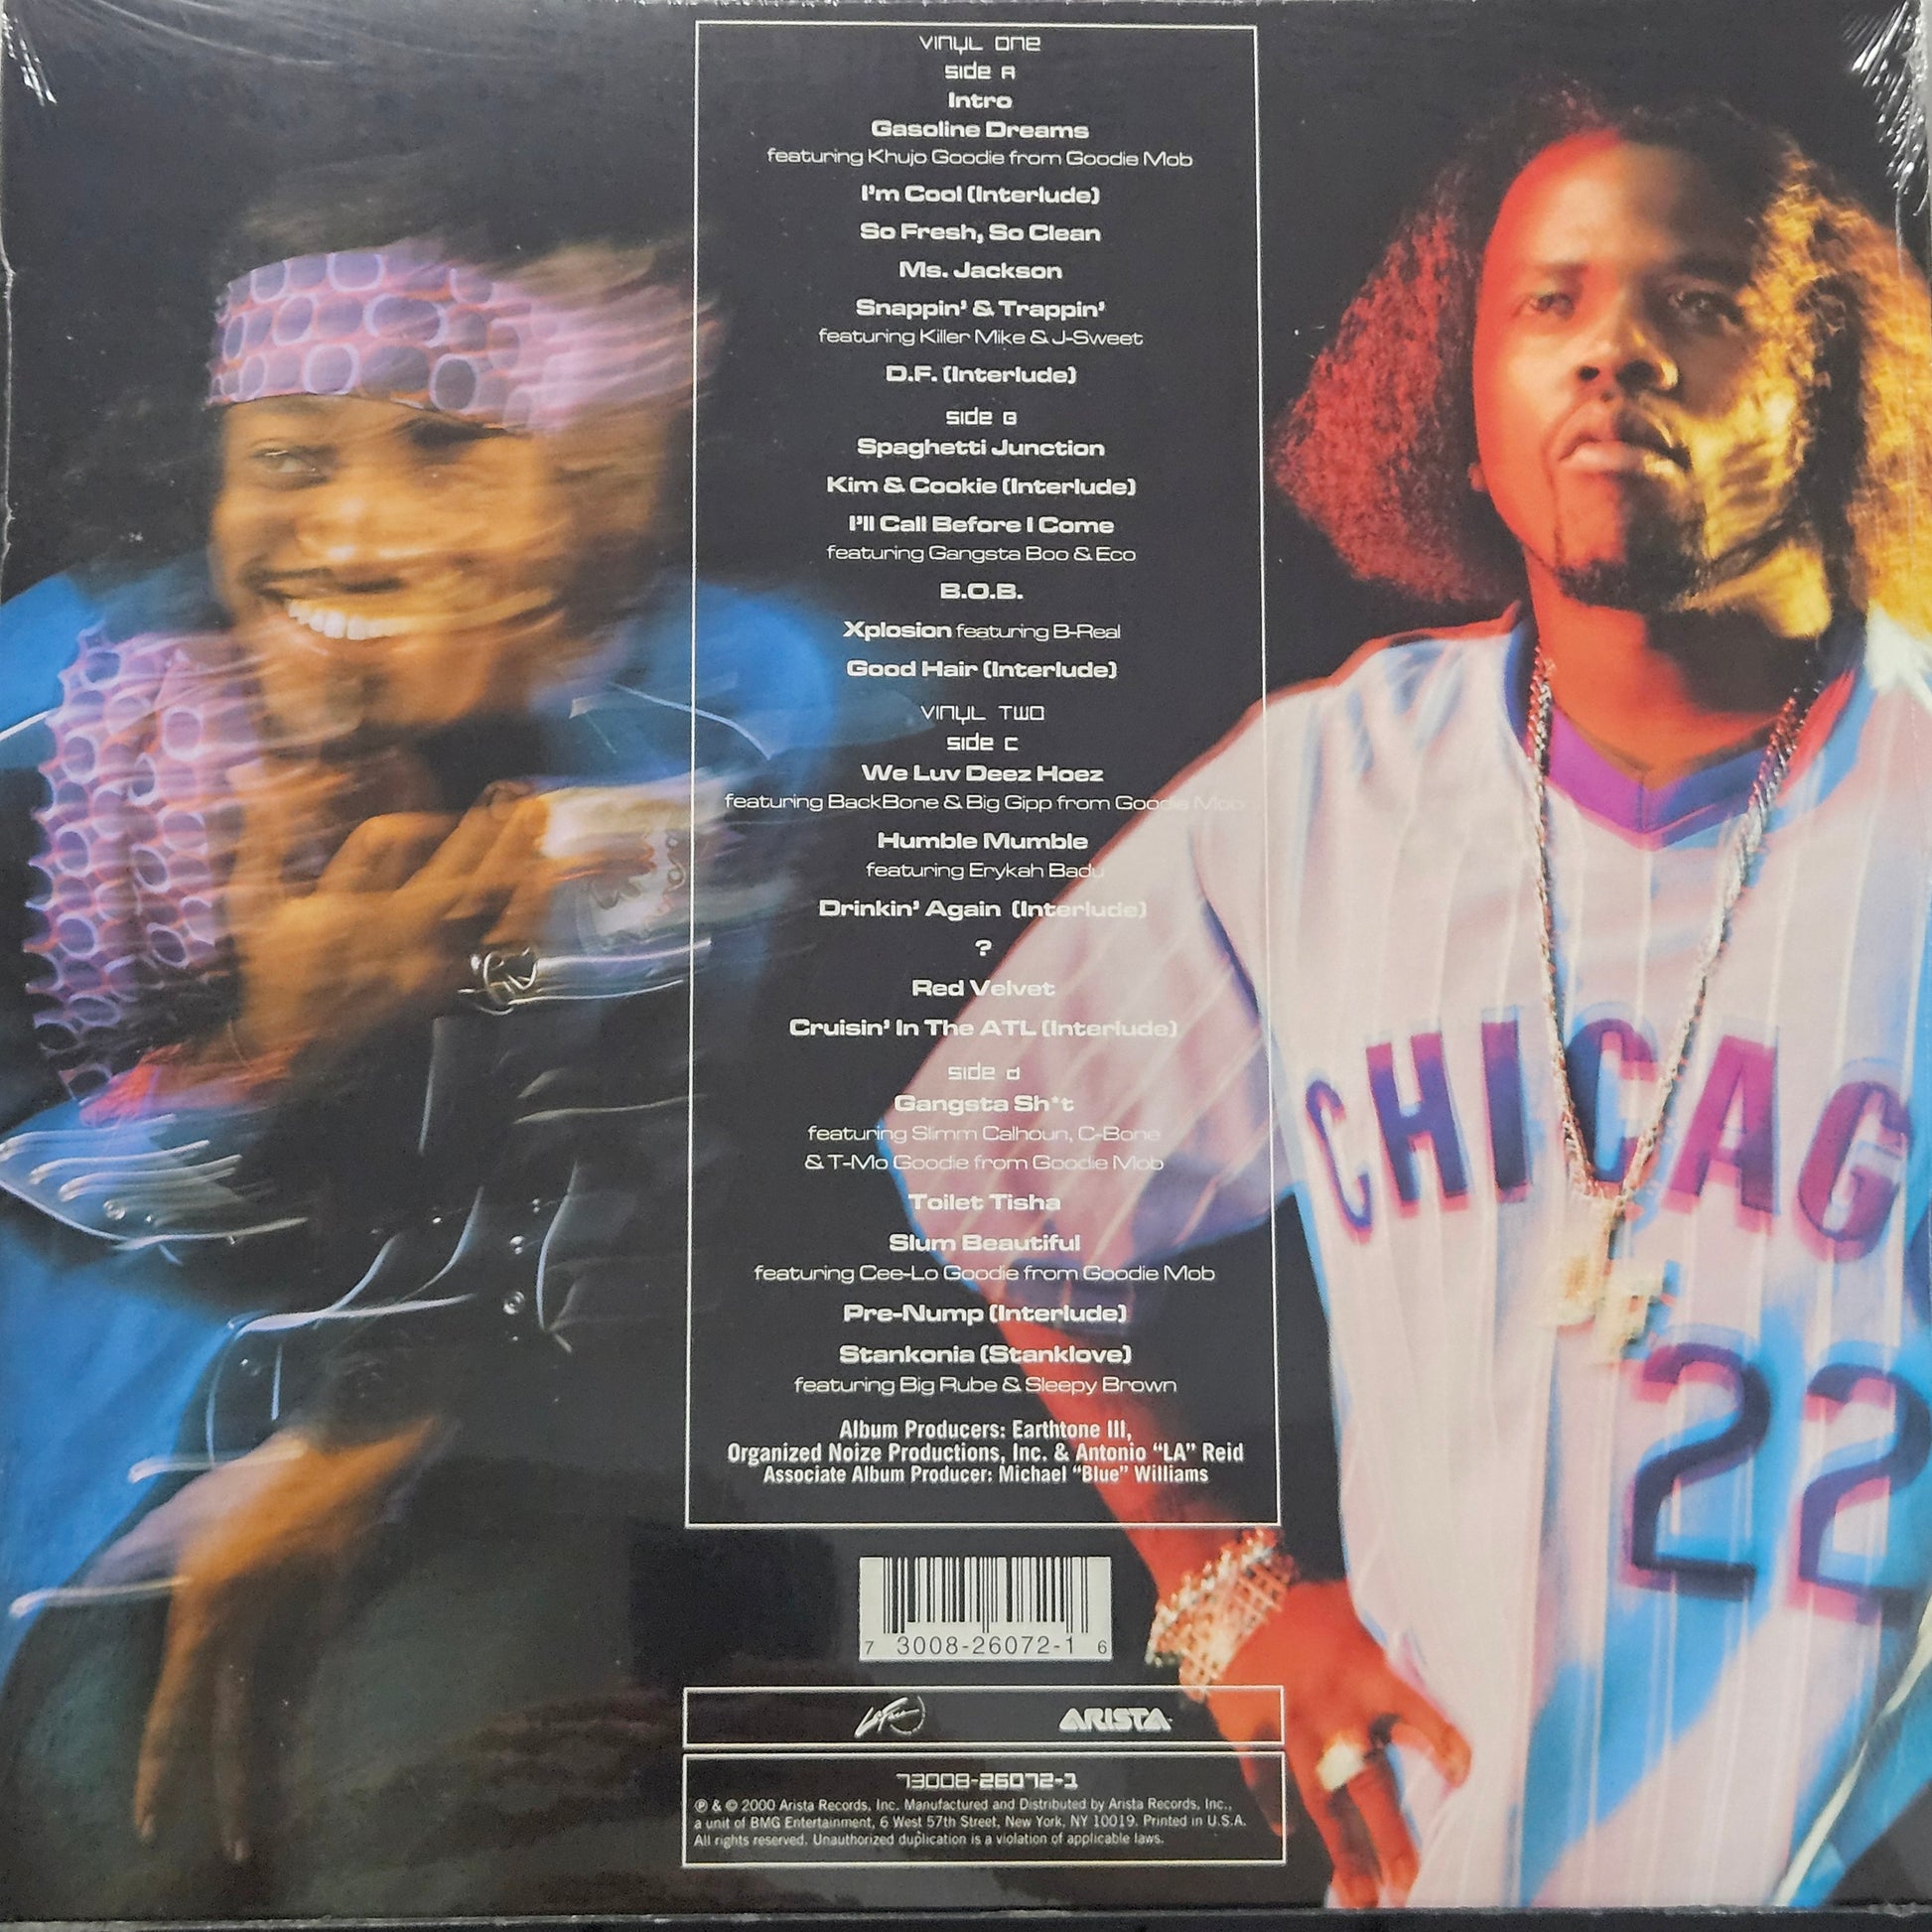 VINYL ONE
SIDE A
Intro
Gasoline Dreams
featuring Khujo Goodie from Goodie Mob
I'm Cool (Interlude)
So Fresh, So Clean
Ms. Jackson
Snappin' & Trappin'
featuring Killer Mike & J-Sweet
D.F. (Interlude)
SIDE B
Spaghetti Junction
Kim & Cookie (Interlude)
I'll Call Before I Come
featuring Gangsta Boo & Eco
B.O.B.
Xplosion featuring B-Real
Good Hair (Interlude)
VINYL TWO
SIDE C
We Luv Deez Hoez
featuring BackBone & Big Gipp from Goodie Mob
Humble Mumble
featuring Erykah Badu
Drinkin' Again (Interlude)
?
Red Velvet
Cruisin' In The ATL (Interlude)
SIDE d
Gangsta Sh*t
featuring Slimm Calhoun, C-Bone
& T-Mo Goodie from Goodie Mob
Toilet Tisha
Slum Beautiful
featuring Cee-Lo Goodie from Goodie Mob
Pre-Nump (Interlude)
Stankonia (Stanklove)
featuring Big Rube & Sleepy Brown
Album Producers: Earthtone III,
Organized Noize Productions, Inc. & Antonio "LA" Reid
Associate Album Producer: Michael "Blue" Williams
CHICAG
22
7 3008-26072-1 6
LaFace
ARISTA
73008-26072-1
℗ & © 2000 Arista Records, Inc. Manufactured and Distributed by Arista Records, Inc.,
a unit of BMG Entertainment, 6 West 57th Street, New York, NY 10019. Printed in U.S.A.
All rights reserved. Unauthorized duplication is a violation of applicable laws.